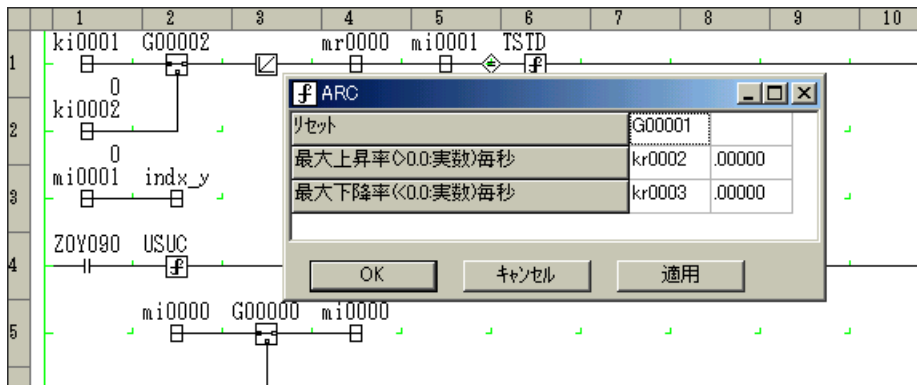 1 2 3 4 5 6 7 8 9 10
ki0001 G00002 mr0000 mi0001 TSTD
1
0
ki0002
2
0
mi0001 indx_y
3
Z0Y090 USUC
4
mi0000 G00000 mi0000
5
ARC
リセット G00001
最大上昇率(>0.0:実数)毎秒 kr0002 .00000
最大下降率(<0.0:実数)毎秒 kr0003 .00000
OK キャンセル 適用